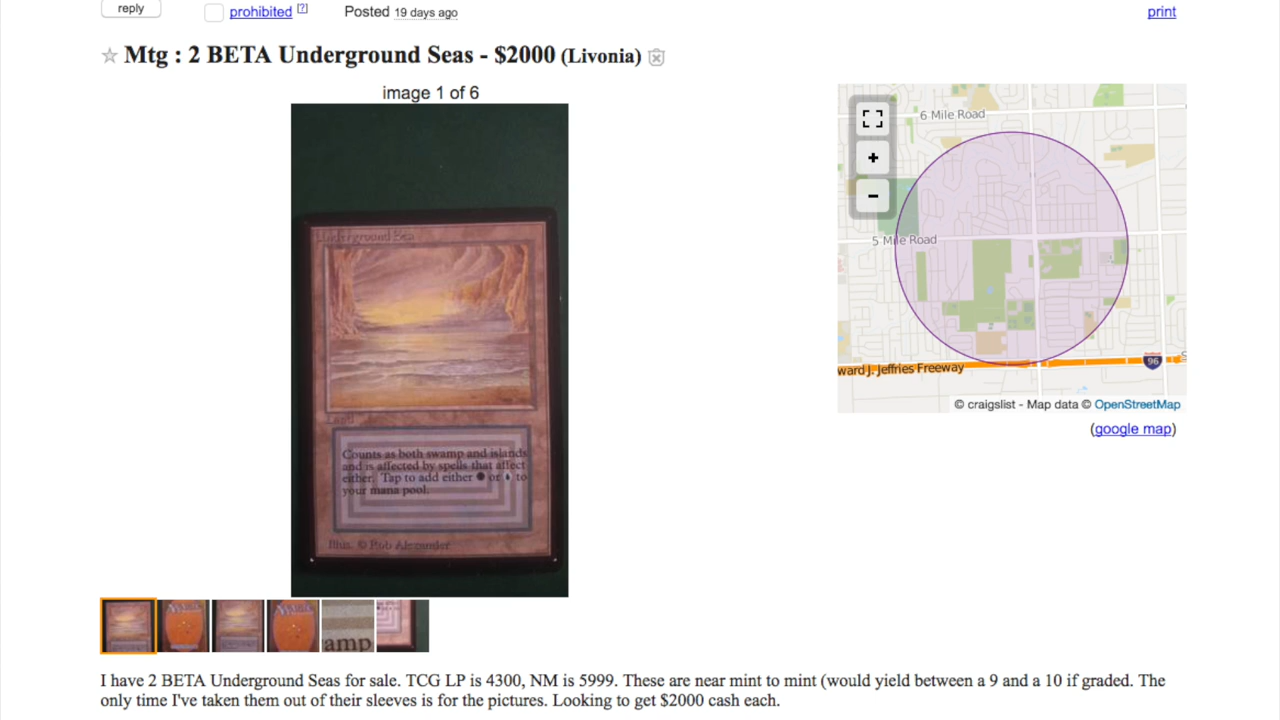 reply
prohibited [?]
Posted 19 days ago
print
Mtg : 2 BETA Underground Seas - $2000 (Livonia)
image 1 of 6
Underground Sea
Land
Counts as both swamp and islands
and is affected by spells that affect
either. Tap to add either or to
your mana pool.
Illus. © Rob Alexander
amp
6 Mile Road
5 Mile Road
ward J. Jeffries Freeway
96
S
© craigslist - Map data © OpenStreetMap
(google map)
I have 2 BETA Underground Seas for sale. TCG LP is 4300, NM is 5999. These are near mint to mint (would yield between a 9 and a 10 if graded. The
only time I've taken them out of their sleeves is for the pictures. Looking to get $2000 cash each.